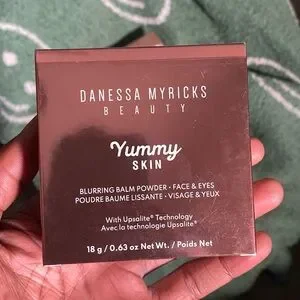 DANESSA MYRICKS
BEAUTY
Yummy
SKIN
BLURRING BALM POWDER • FACE & EYES
POUDRE BAUME LISSANTE • VISAGE & YEUX
With Upsalite® Technology
Avec la technologie Upsalite®
18 g / 0.63 oz Net Wt. / Poids Net